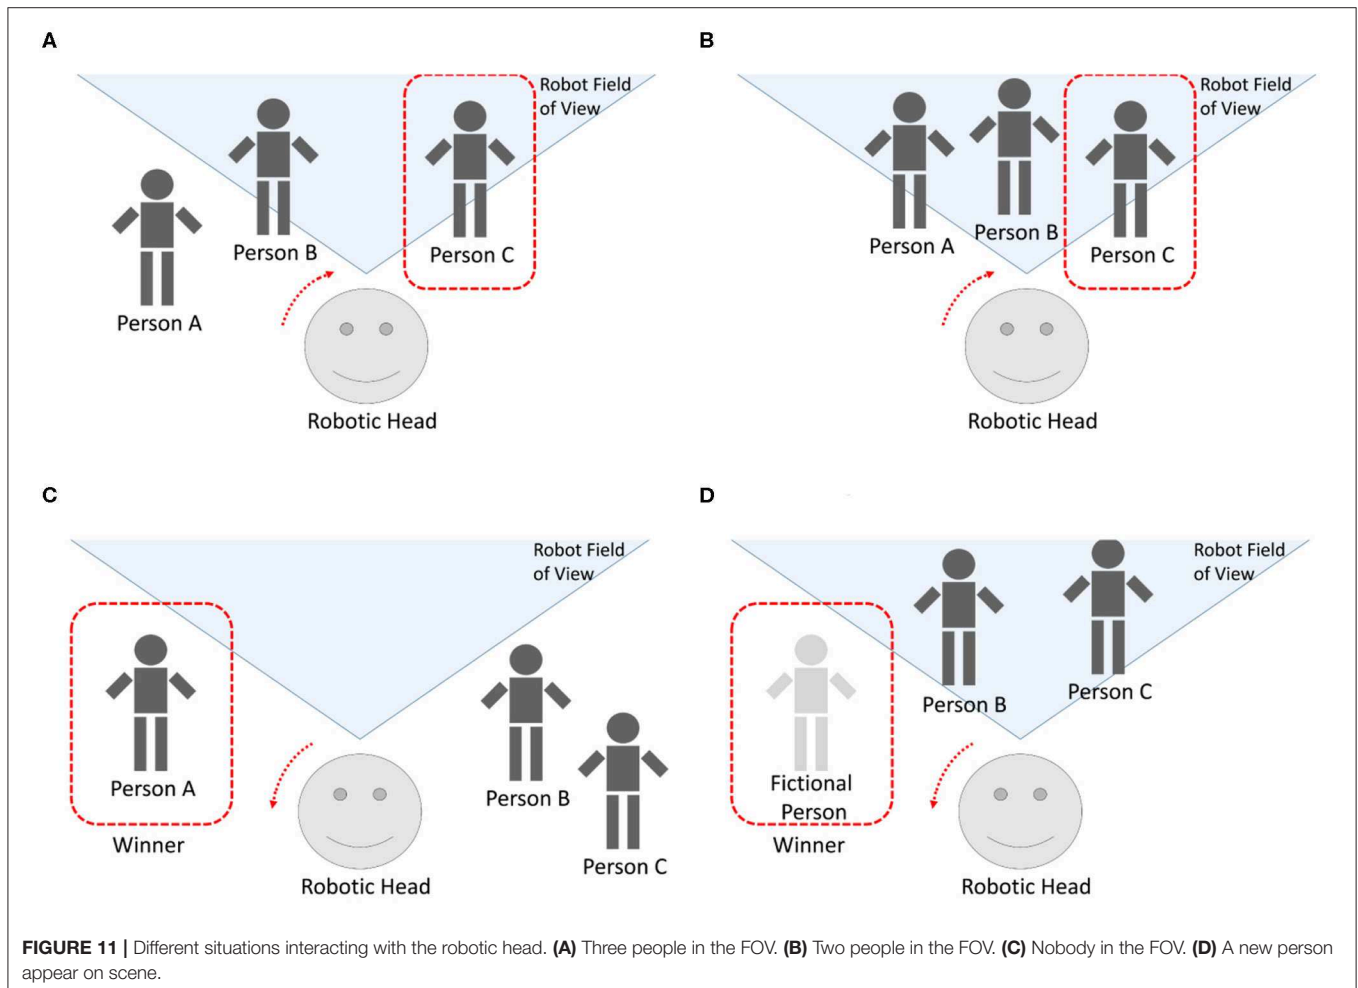 A
Robot Field
of View
Person A
Person B
Person C
Robotic Head
B
Robot Field
of View
Person A
Person B
Person C
Robotic Head
C
Robot Field
of View
Person A
Winner
Person B
Person C
Robotic Head
D
Robot Field
of View
Person B
Person C
Fictional
Person
Winner
Robotic Head
FIGURE 11 | Different situations interacting with the robotic head. (A) Three people in the FOV. (B) Two people in the FOV. (C) Nobody in the FOV. (D) A new person
appear on scene.